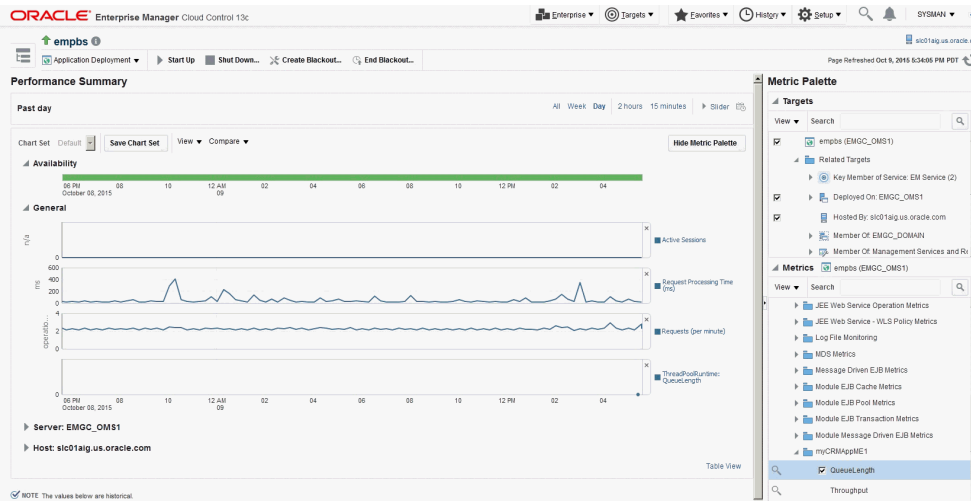 ORACLE Enterprise Manager Cloud Control 13c
Enterprise Targets Favorites History Setup SYSMAN
empbs
slc01aig.us.oracle.c
Application Deployment Start Up Shut Down... Create Blackout... End Blackout...
Page Refreshed Oct 9, 2015 5:34:05 PM PDT
Performance Summary
Past day
All Week Day 2 hours 15 minutes Slider
Chart Set Default Save Chart Set View Compare Hide Metric Palette
Availability
06 PM 08 10 12 AM 02 04 06 08 10 12 PM 02 04
October 08, 2015 09
General
n/a
0
Active Sessions
600
400
200
0
ms
Request Processing Time (ms)
4
2
0
operatio...
Requests (per minute)
0
ThreadPoolRuntime: QueueLength
06 PM 08 10 12 AM 02 04 06 08 10 12 PM 02 04
October 08, 2015 09
Server: EMGC_OMS1
Host: slc01aig.us.oracle.com
Table View
NOTE The values below are historical.
Metric Palette
Targets
View Search
empbs (EMGC_OMS1)
Related Targets
Key Member of Service: EM Service (2)
Deployed On: EMGC_OMS1
Hosted By: slc01aig.us.oracle.com
Member Of: EMGC_DOMAIN
Member Of: Management Services and Re
Metrics empbs (EMGC_OMS1)
View Search
JEE Web Service Operation Metrics
JEE Web Service - WLS Policy Metrics
Log File Monitoring
MDS Metrics
Message Driven EJB Metrics
Module EJB Cache Metrics
Module EJB Pool Metrics
Module EJB Transaction Metrics
Module Message Driven EJB Metrics
myCRMAppME1
QueueLength
Throughput